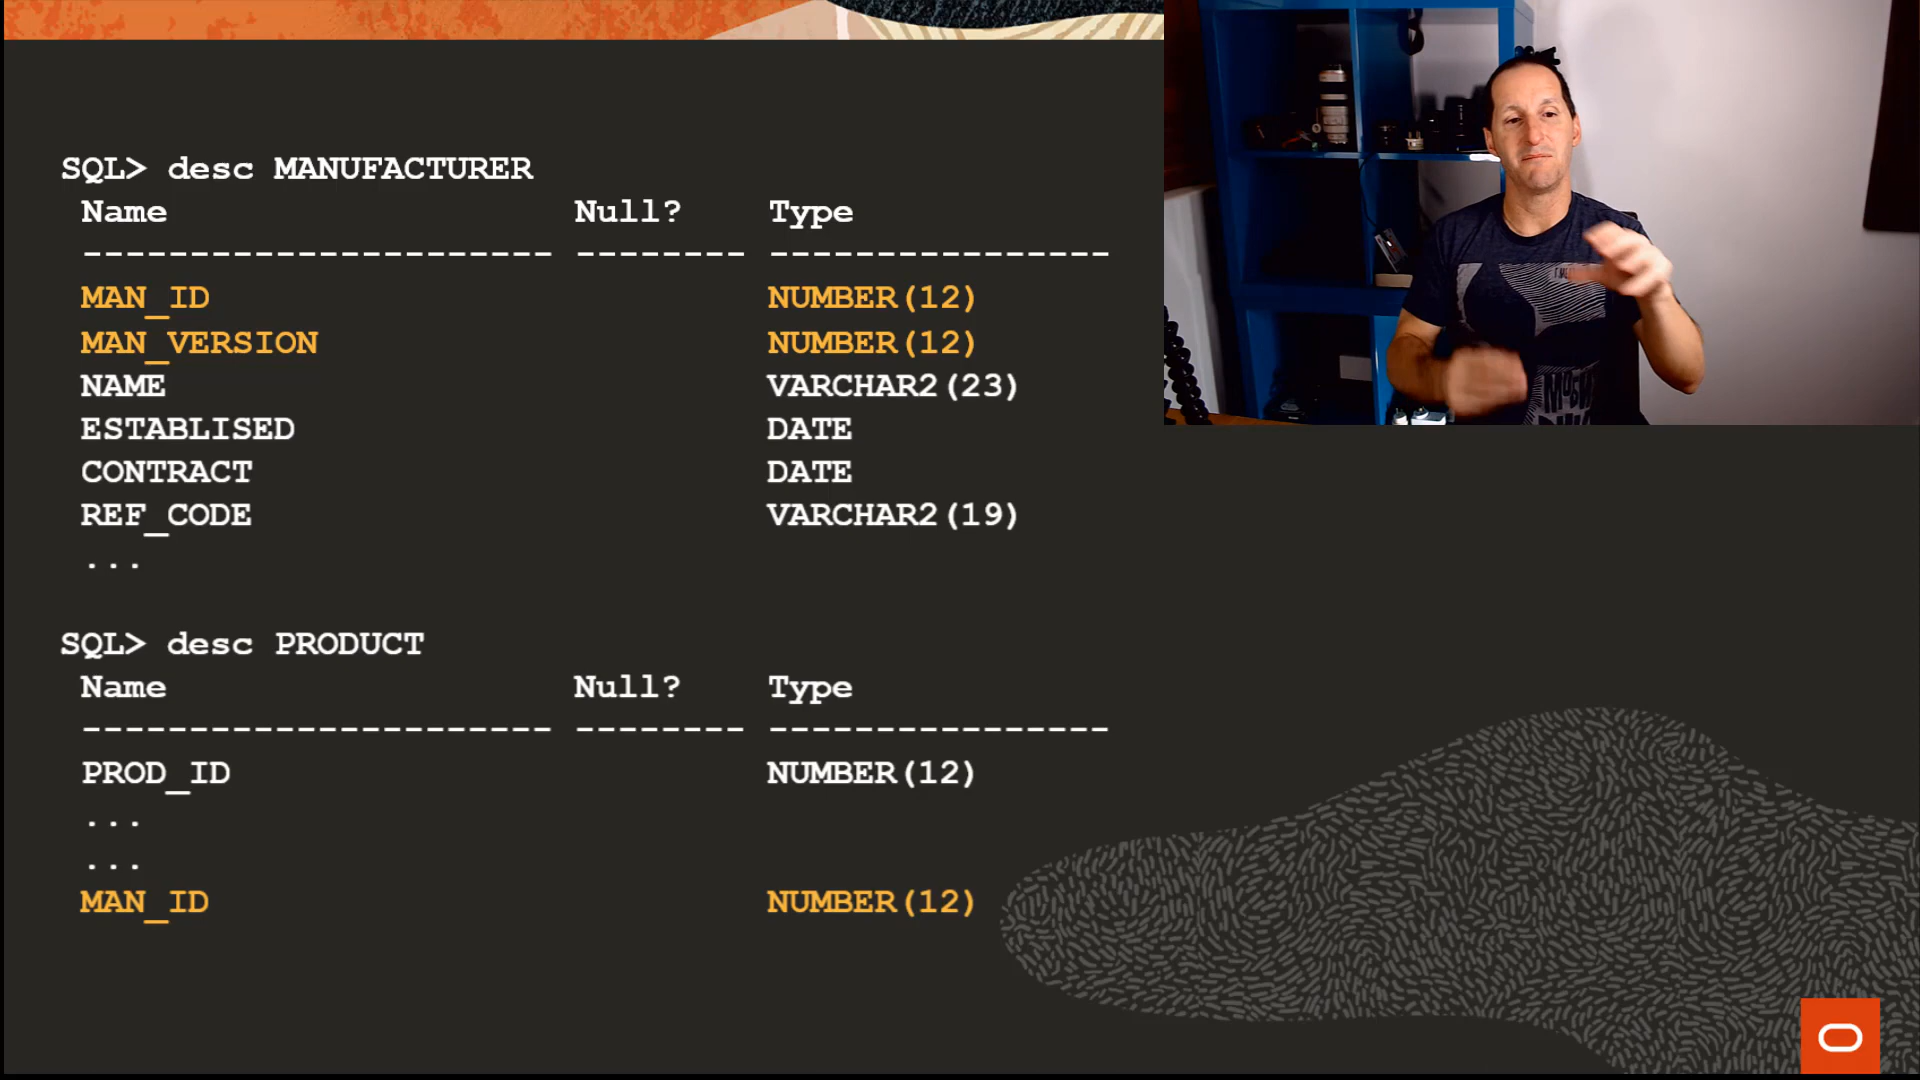 SQL> desc MANUFACTURER
Name Null? Type
---------------------- -------- ----------------
MAN_ID NUMBER(12)
MAN_VERSION NUMBER(12)
NAME VARCHAR2(23)
ESTABLISED DATE
CONTRACT DATE
REF_CODE VARCHAR2(19)
...
SQL> desc PRODUCT
Name Null? Type
---------------------- -------- ----------------
PROD_ID NUMBER(12)
...
...
MAN_ID NUMBER(12)